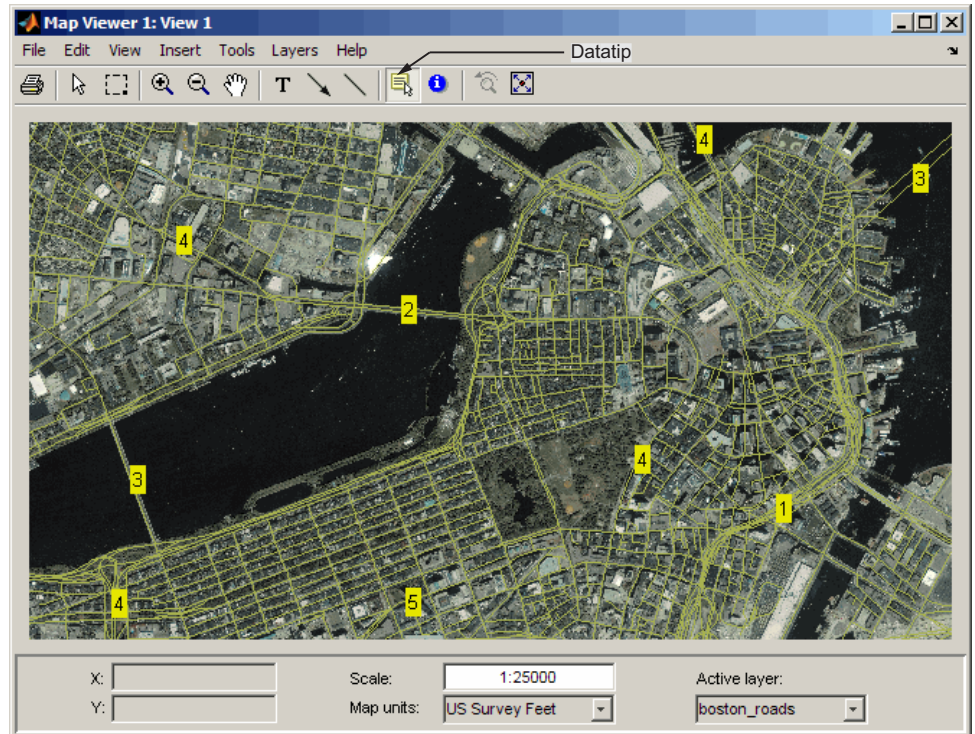 Map Viewer 1: View 1
File Edit View Insert Tools Layers Help
Datatip
T
4
3
4
2
4
3
1
4
5
X: Scale: 1:25000 Active layer:
Y: Map units: US Survey Feet boston_roads